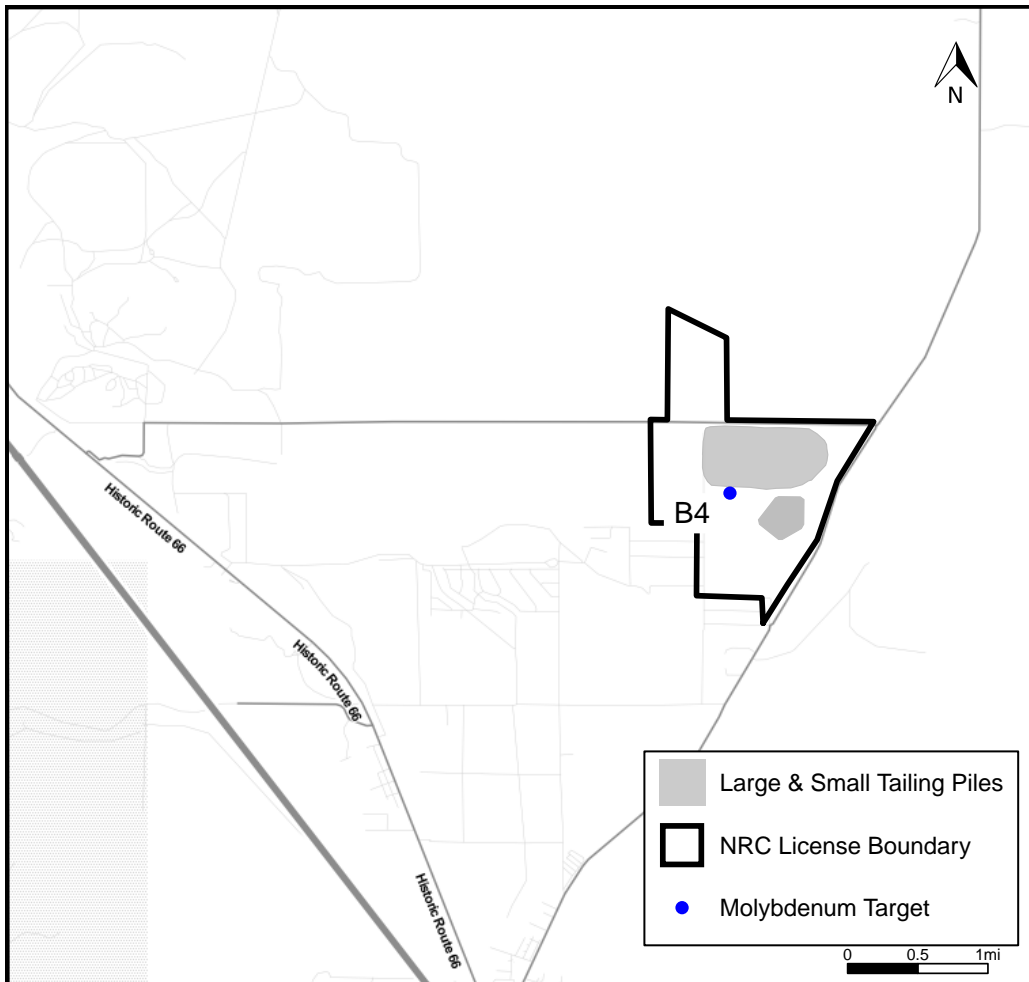 N
B4
Historic Route 66
Historic Route 66
Historic Route 66
Large & Small Tailing Piles
NRC License Boundary
Molybdenum Target
0 0.5 1mi